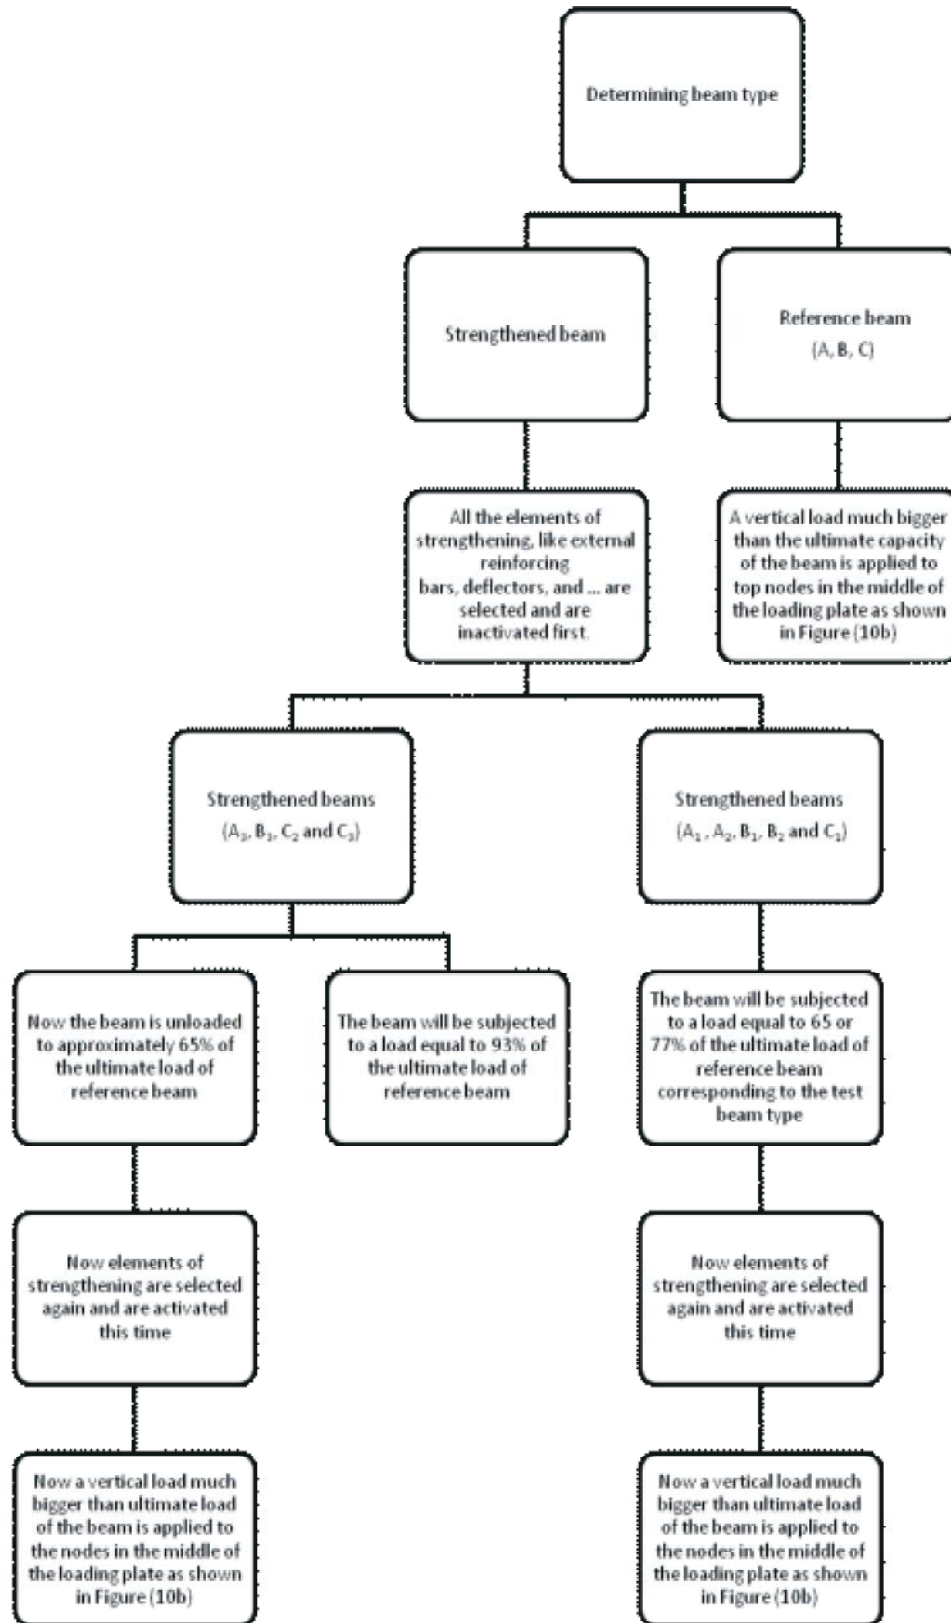 Determining beam type
Strengthened beam
Reference beam
(A, B, C)
All the elements of
strengthening, like external
reinforcing
bars, deflectors, and ... are
selected and are
inactivated first.
A vertical load much bigger
than the ultimate capacity
of the beam is applied to
top nodes in the middle of
the loading plate as shown
in Figure (10b)
Strengthened beams
(A₃, B₃, C₂ and C₃)
Strengthened beams
(A₁ , A₂, B₁, B₂ and C₁)
Now the beam is unloaded
to approximately 65% of
the ultimate load of
reference beam
The beam will be subjected
to a load equal to 93% of
the ultimate load of
reference beam
The beam will be subjected
to a load equal to 65 or
77% of the ultimate load of
reference beam
corresponding to the test
beam type
Now elements of
strengthening are selected
again and are activated
this time
Now elements of
strengthening are selected
again and are activated
this time
Now a vertical load much
bigger than ultimate load
of the beam is applied to
the nodes in the middle of
the loading plate as shown
in Figure (10b)
Now a vertical load much
bigger than ultimate load
of the beam is applied to
the nodes in the middle of
the loading plate as shown
in Figure (10b)